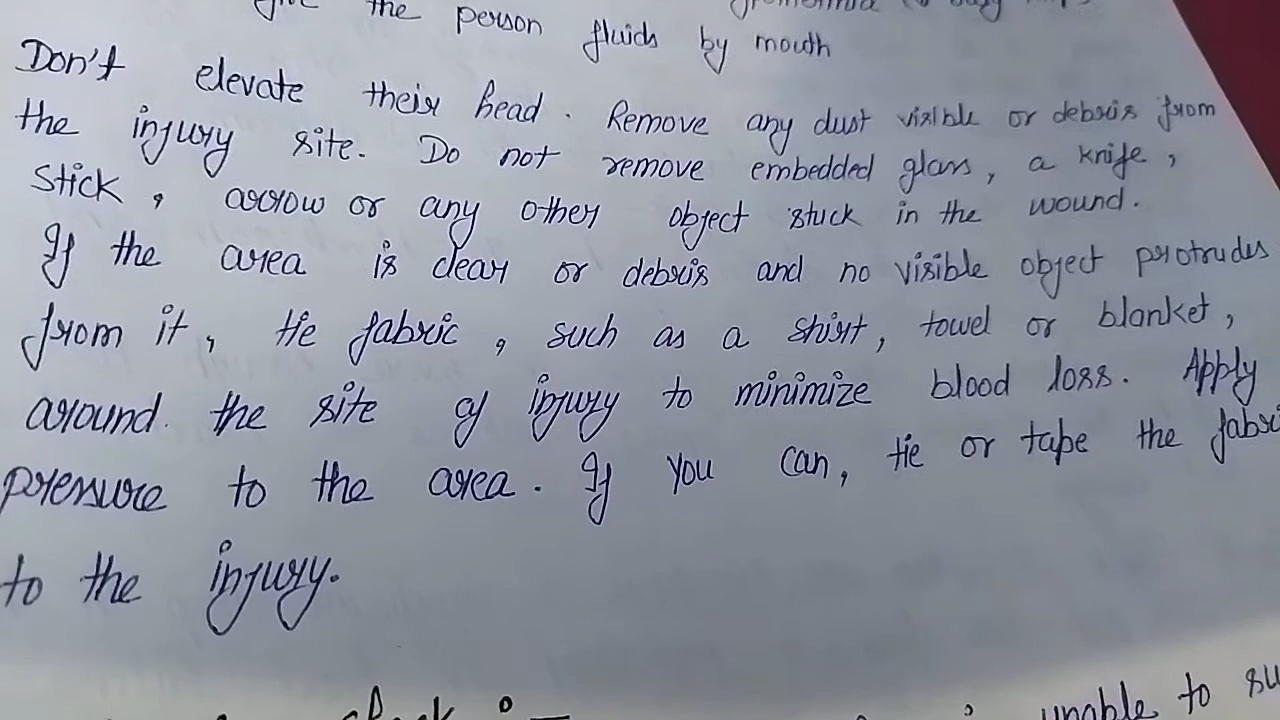 the person fluids by mouth
Don't elevate their head. Remove any dust visible or debris from
the injury site. Do not remove embedded glass, a knife,
stick, arrow or any other object stuck in the wound.
If the area is clear or debris and no visible object protrudes
from it, tie fabric, such as a shirt, towel or blanket,
around the site of injury to minimize blood loss. Apply
pressure to the area. If you can, tie or tape the fabri
to the injury.
unable to su